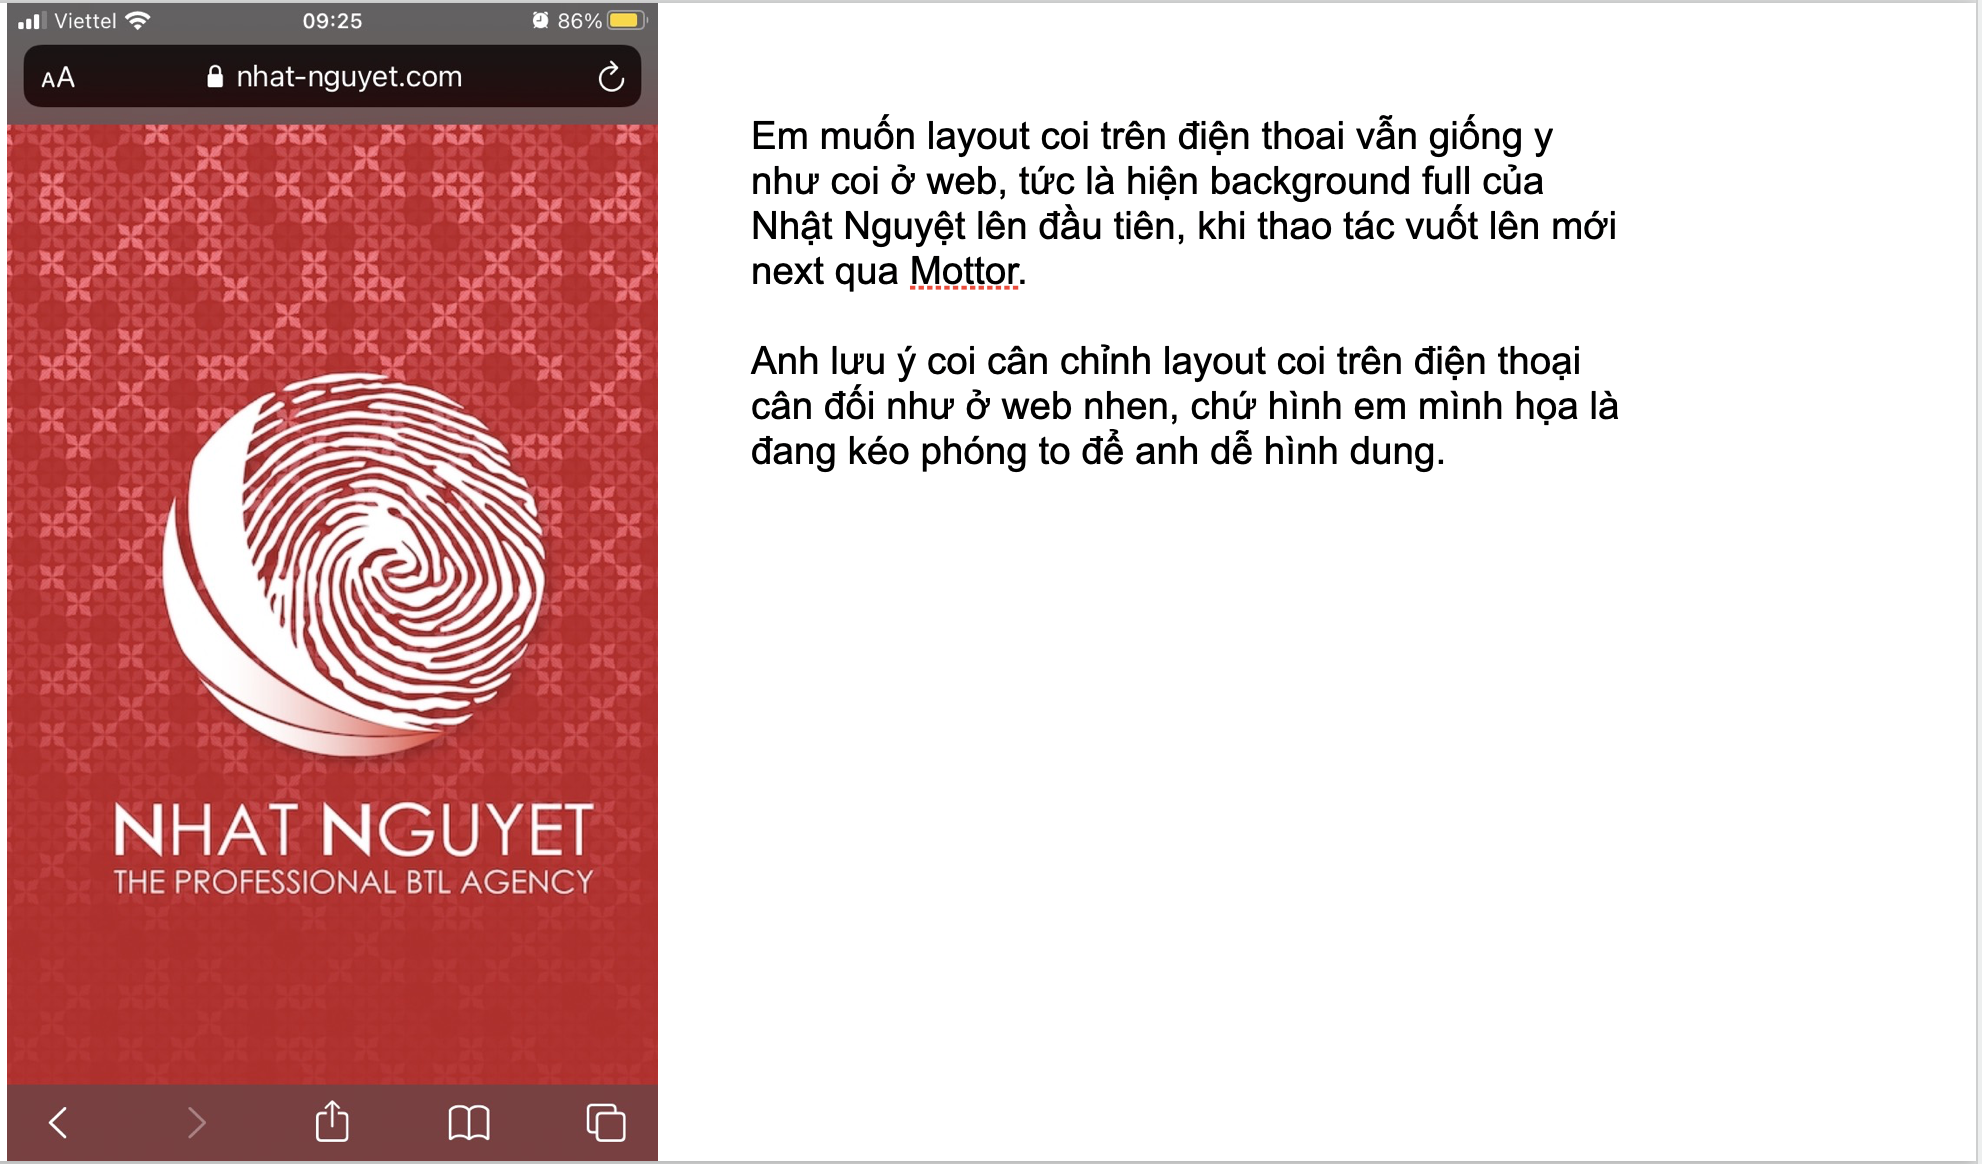 Viettel 09:25 86%
AA nhat-nguyet.com
NHAT NGUYET
THE PROFESSIONAL BTL AGENCY
Em muốn layout coi trên điện thoai vẫn giống y
như coi ở web, tức là hiện background full của
Nhật Nguyệt lên đầu tiên, khi thao tác vuốt lên mới
next qua Mottor.
Anh lưu ý coi cân chỉnh layout coi trên điện thoại
cân đối như ở web nhen, chứ hình em mình họa là
đang kéo phóng to để anh dễ hình dung.